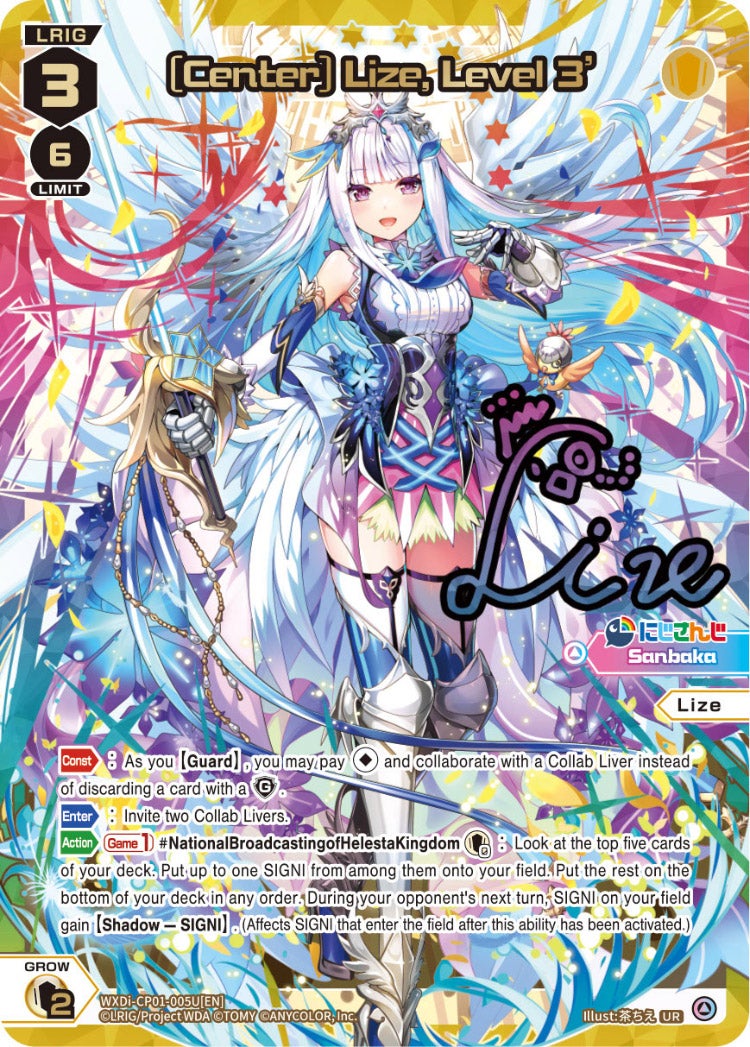 LRIG
3
[Center] Lize, Level 3’
6
LIMIT
Lize
にじさんじ
Sanbaka
Lize
Const : As you 【Guard】, you may pay and collaborate with a Collab Liver instead
of discarding a card with a G.
Enter : Invite two Collab Livers.
Action Game 1 #NationalBroadcastingofHelestaKingdom 0 : Look at the top five cards
of your deck. Put up to one SIGNI from among them onto your field. Put the rest on the
bottom of your deck in any order. During your opponent's next turn, SIGNI on your field
gain 【Shadow — SIGNI】. (Affects SIGNI that enter the field after this ability has been activated.)
GROW
2
WXDi-CP01-005U[EN]
©LRIG/Project WDA ©TOMY ©ANYCOLOR, Inc.
Illust:茶ちえ UR